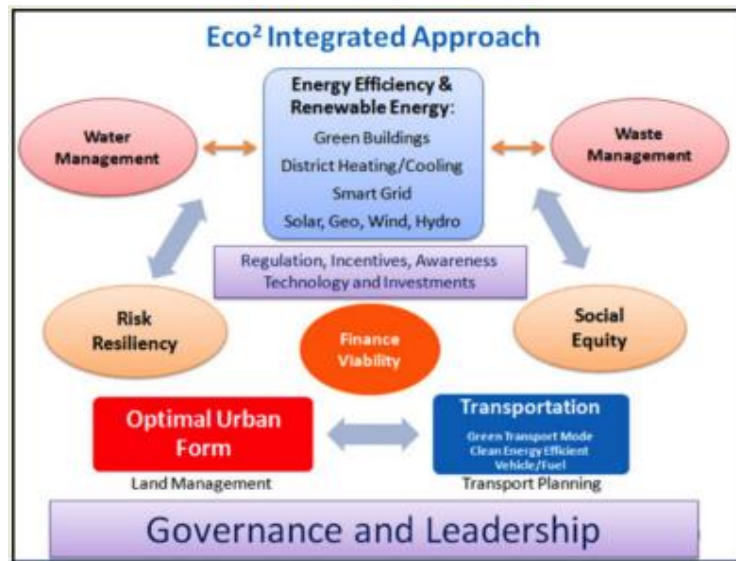 Eco² Integrated Approach
Energy Efficiency &
Renewable Energy:
Green Buildings
District Heating/Cooling
Smart Grid
Solar, Geo, Wind, Hydro
Water
Management
Waste
Management
Regulation, Incentives, Awareness
Technology and Investments
Risk
Resiliency
Finance
Viability
Social
Equity
Optimal Urban
Form
Land Management
Transportation
Green Transport Mode
Clean Energy Efficient
Vehicle/Fuel
Transport Planning
Governance and Leadership